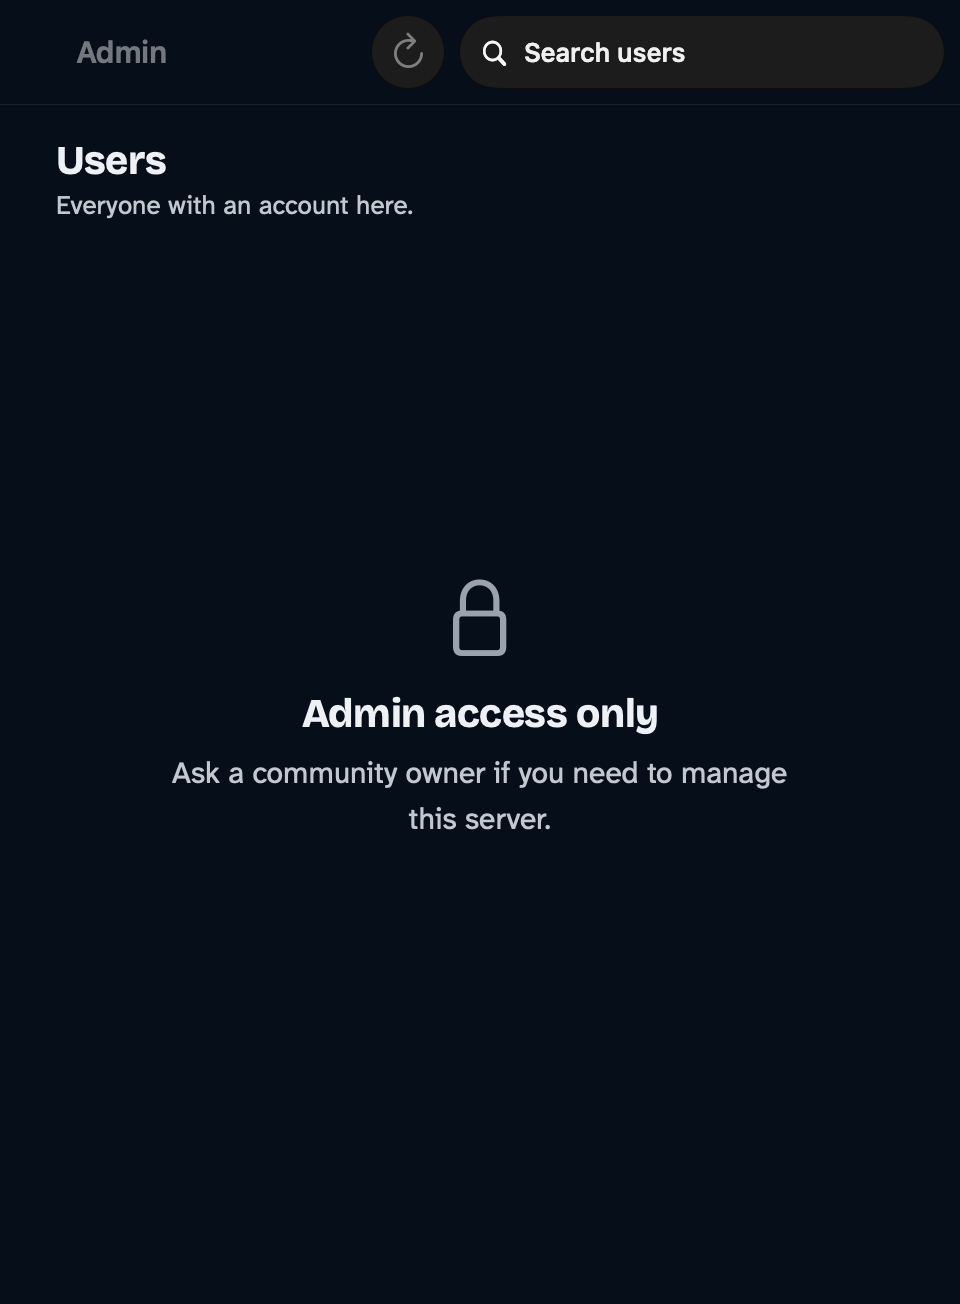 Admin
Search users
Users
Everyone with an account here.
Admin access only
Ask a community owner if you need to manage
this server.